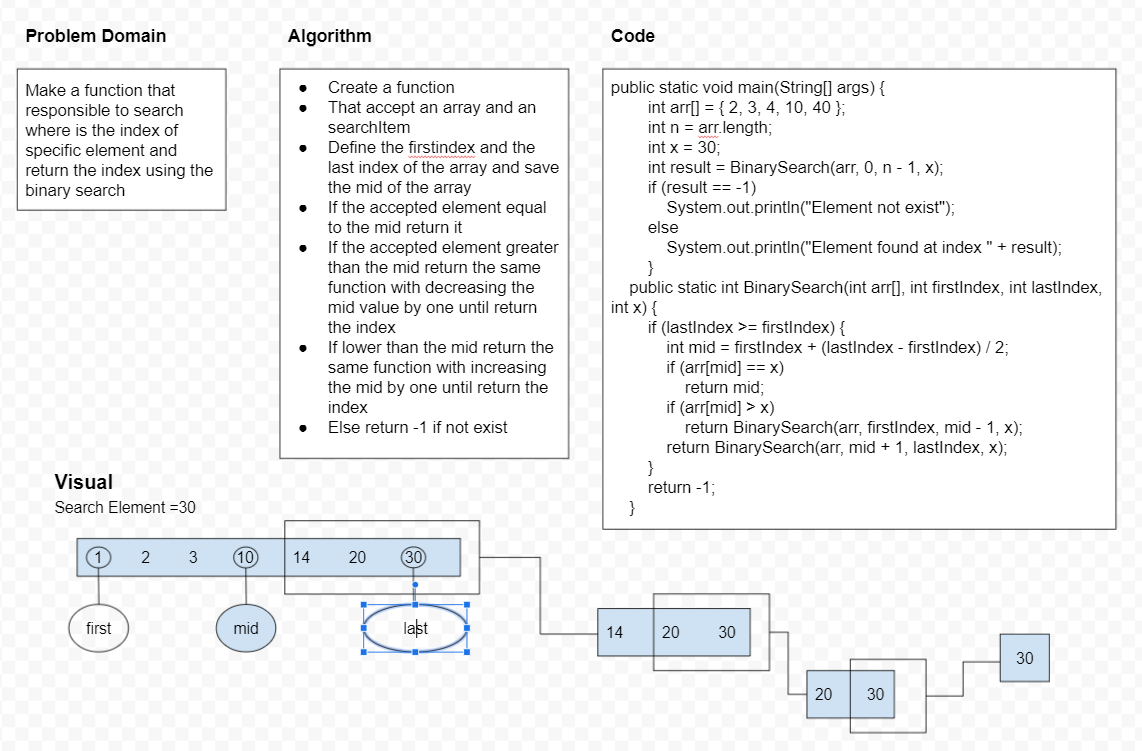 Problem Domain
Make a function that
responsible to search
where is the index of
specific element and
return the index using the
binary search
Algorithm
● Create a function
● That accept an array and an
searchItem
● Define the firstindex and the
last index of the array and save
the mid of the array
● If the accepted element equal
to the mid return it
● If the accepted element greater
than the mid return the same
function with decreasing the
mid value by one until return
the index
● If lower than the mid return the
same function with increasing
the mid by one until return the
index
● Else return -1 if not exist
Code
public static void main(String[] args) {
int arr[] = { 2, 3, 4, 10, 40 };
int n = arr.length;
int x = 30;
int result = BinarySearch(arr, 0, n - 1, x);
if (result == -1)
System.out.println("Element not exist");
else
System.out.println("Element found at index " + result);
}
public static int BinarySearch(int arr[], int firstIndex, int lastIndex,
int x) {
if (lastIndex >= firstIndex) {
int mid = firstIndex + (lastIndex - firstIndex) / 2;
if (arr[mid] == x)
return mid;
if (arr[mid] > x)
return BinarySearch(arr, firstIndex, mid - 1, x);
return BinarySearch(arr, mid + 1, lastIndex, x);
}
return -1;
}
Visual
Search Element =30
1 2 3 10 14 20 30
first mid last
14 20 30
20 30
30